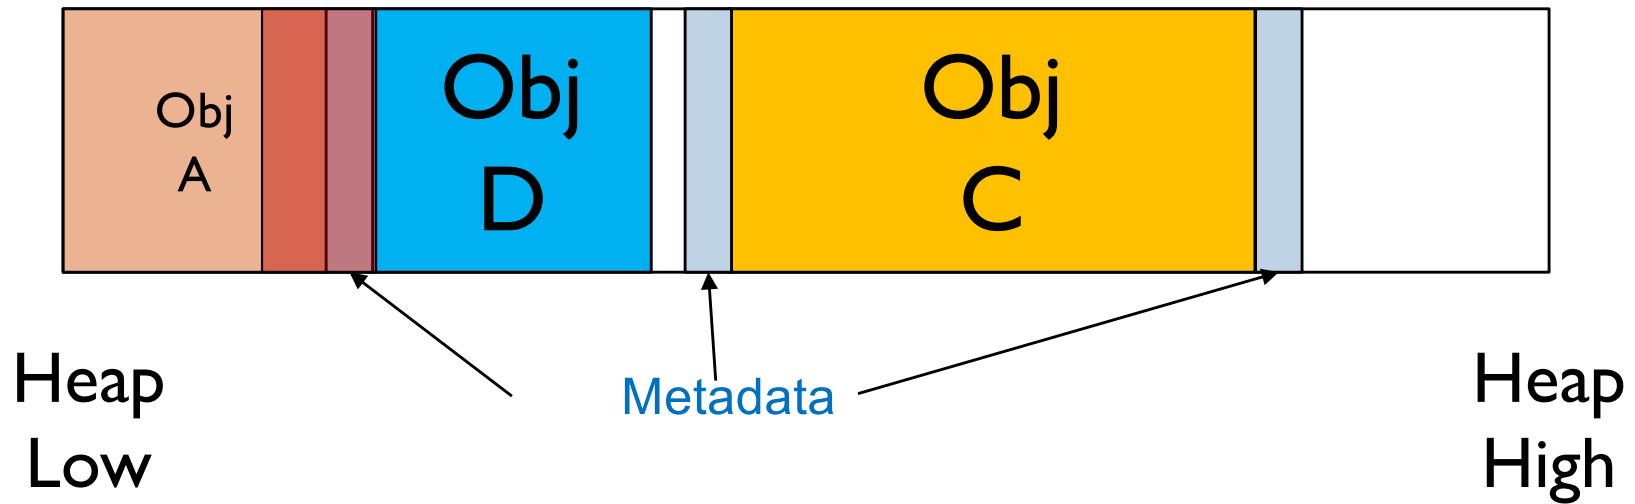 Obj
A
Obj
D
Obj
C
Heap
Low
Metadata
Heap
High